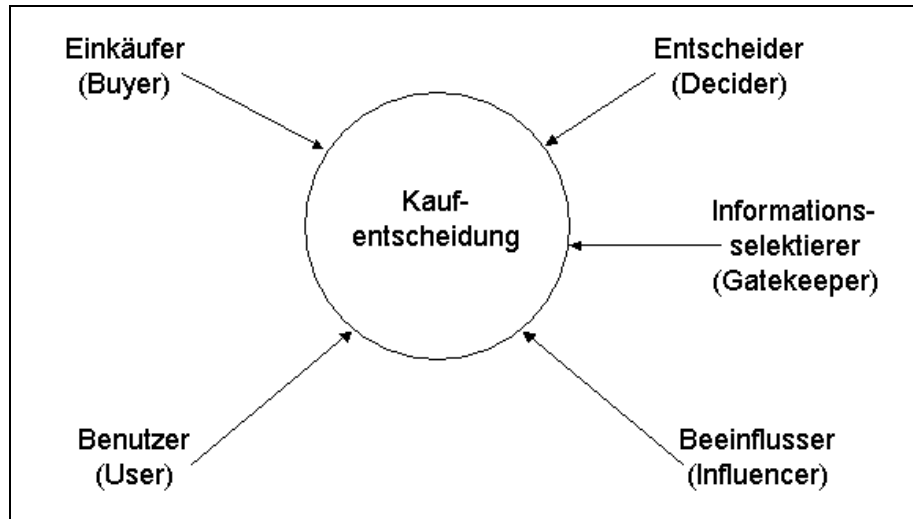 Einkäufer
(Buyer)
Entscheider
(Decider)
Kauf-
entscheidung
Informations-
selektierer
(Gatekeeper)
Benutzer
(User)
Beeinflusser
(Influencer)